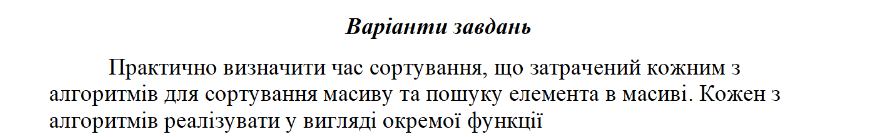 Варіанти завдань
Практично визначити час сортування, що затрачений кожним з
алгоритмів для сортування масиву та пошуку елемента в масиві. Кожен з
алгоритмів реалізувати у вигляді окремої функції